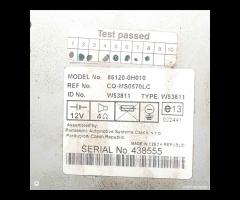 Test passed
1 2 3 4 5 6 7 8 9 10
MODEL No. 86120-0H010
REF No. CQ-MS0570LC
ID No. W53811 TYPE: W53811
12V 4Ω e13
022441
Assembled by :
Panasonic Automotive Systems Czech, s.r.o.
Pardubice, Czech Republic
MADE IN CZECH REPUBLIC
SERIAL No 438555